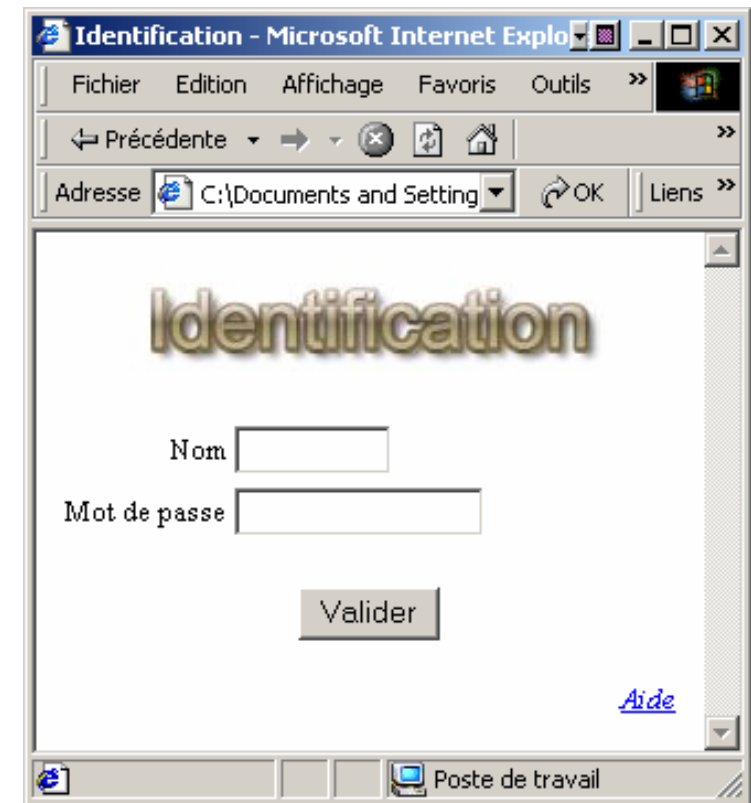 Identification - Microsoft Internet Explo
Fichier Edition Affichage Favoris Outils »
Précédente »
Adresse C:\Documents and Setting OK Liens »
Identification
Nom
Mot de passe
Valider
Aide
Poste de travail